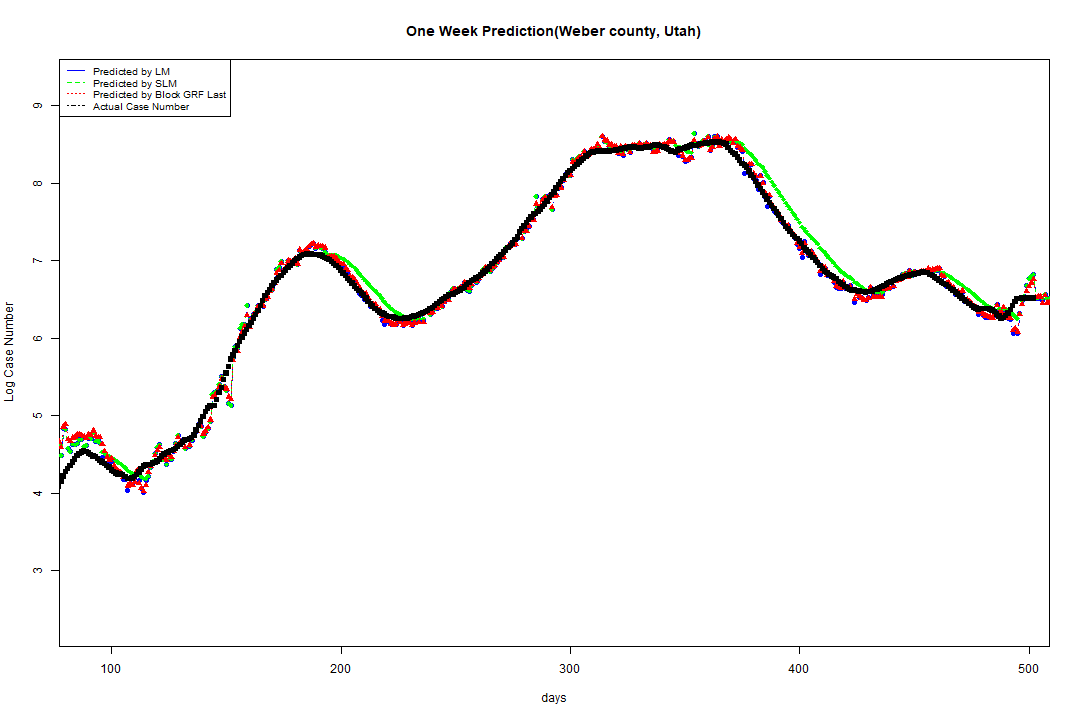 One Week Prediction(Weber county, Utah)
Predicted by LM
Predicted by SLM
Predicted by Block GRF Last
Actual Case Number
9
8
7
6
5
4
3
Log Case Number
100 200 300 400 500
days